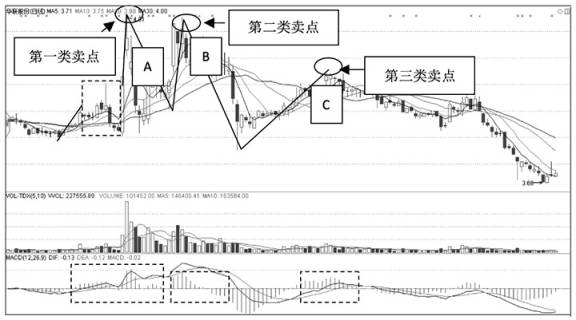 华联股份(日线) MA5: 3.71 MA10: 3.75 MA20: 3.90 MA30: 4.00
第一类卖点
第二类卖点
第三类卖点
A
B
C
3.60
VOL-TDX(5,10) VVOL: 227555.89 VOLUME: 101452.00 MA5: 146400.41 MA10: 153584.00
MACD(12,26,9) DIF: -0.13 DEA: -0.12 MACD: -0.02